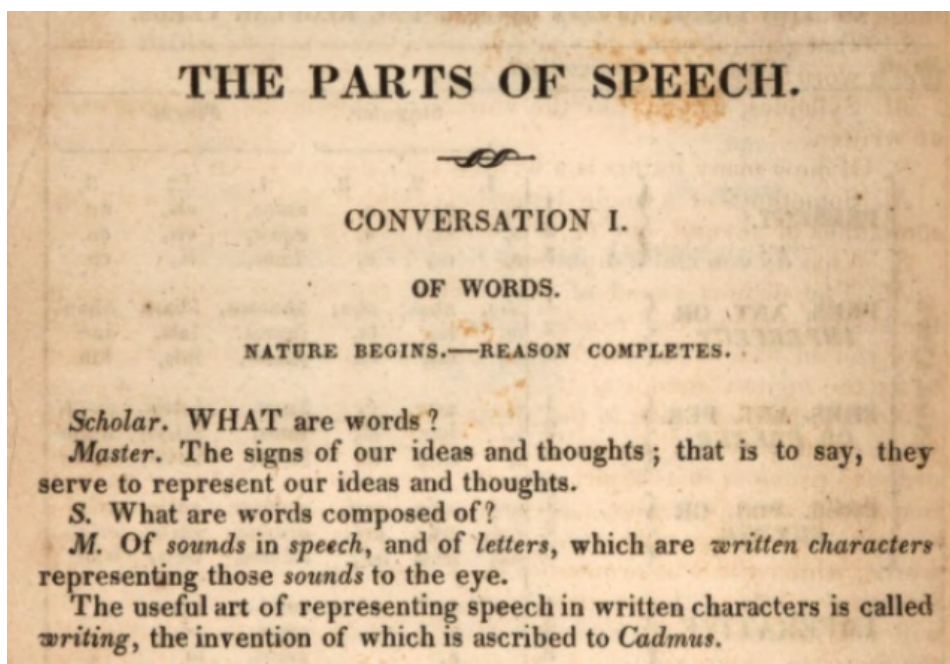 THE PARTS OF SPEECH.
CONVERSATION I.
OF WORDS.
NATURE BEGINS.—REASON COMPLETES.
Scholar. WHAT are words?
Master. The signs of our ideas and thoughts; that is to say, they
serve to represent our ideas and thoughts.
S. What are words composed of?
M. Of sounds in speech, and of letters, which are written characters
representing those sounds to the eye.
The useful art of representing speech in written characters is called
writing, the invention of which is ascribed to Cadmus.